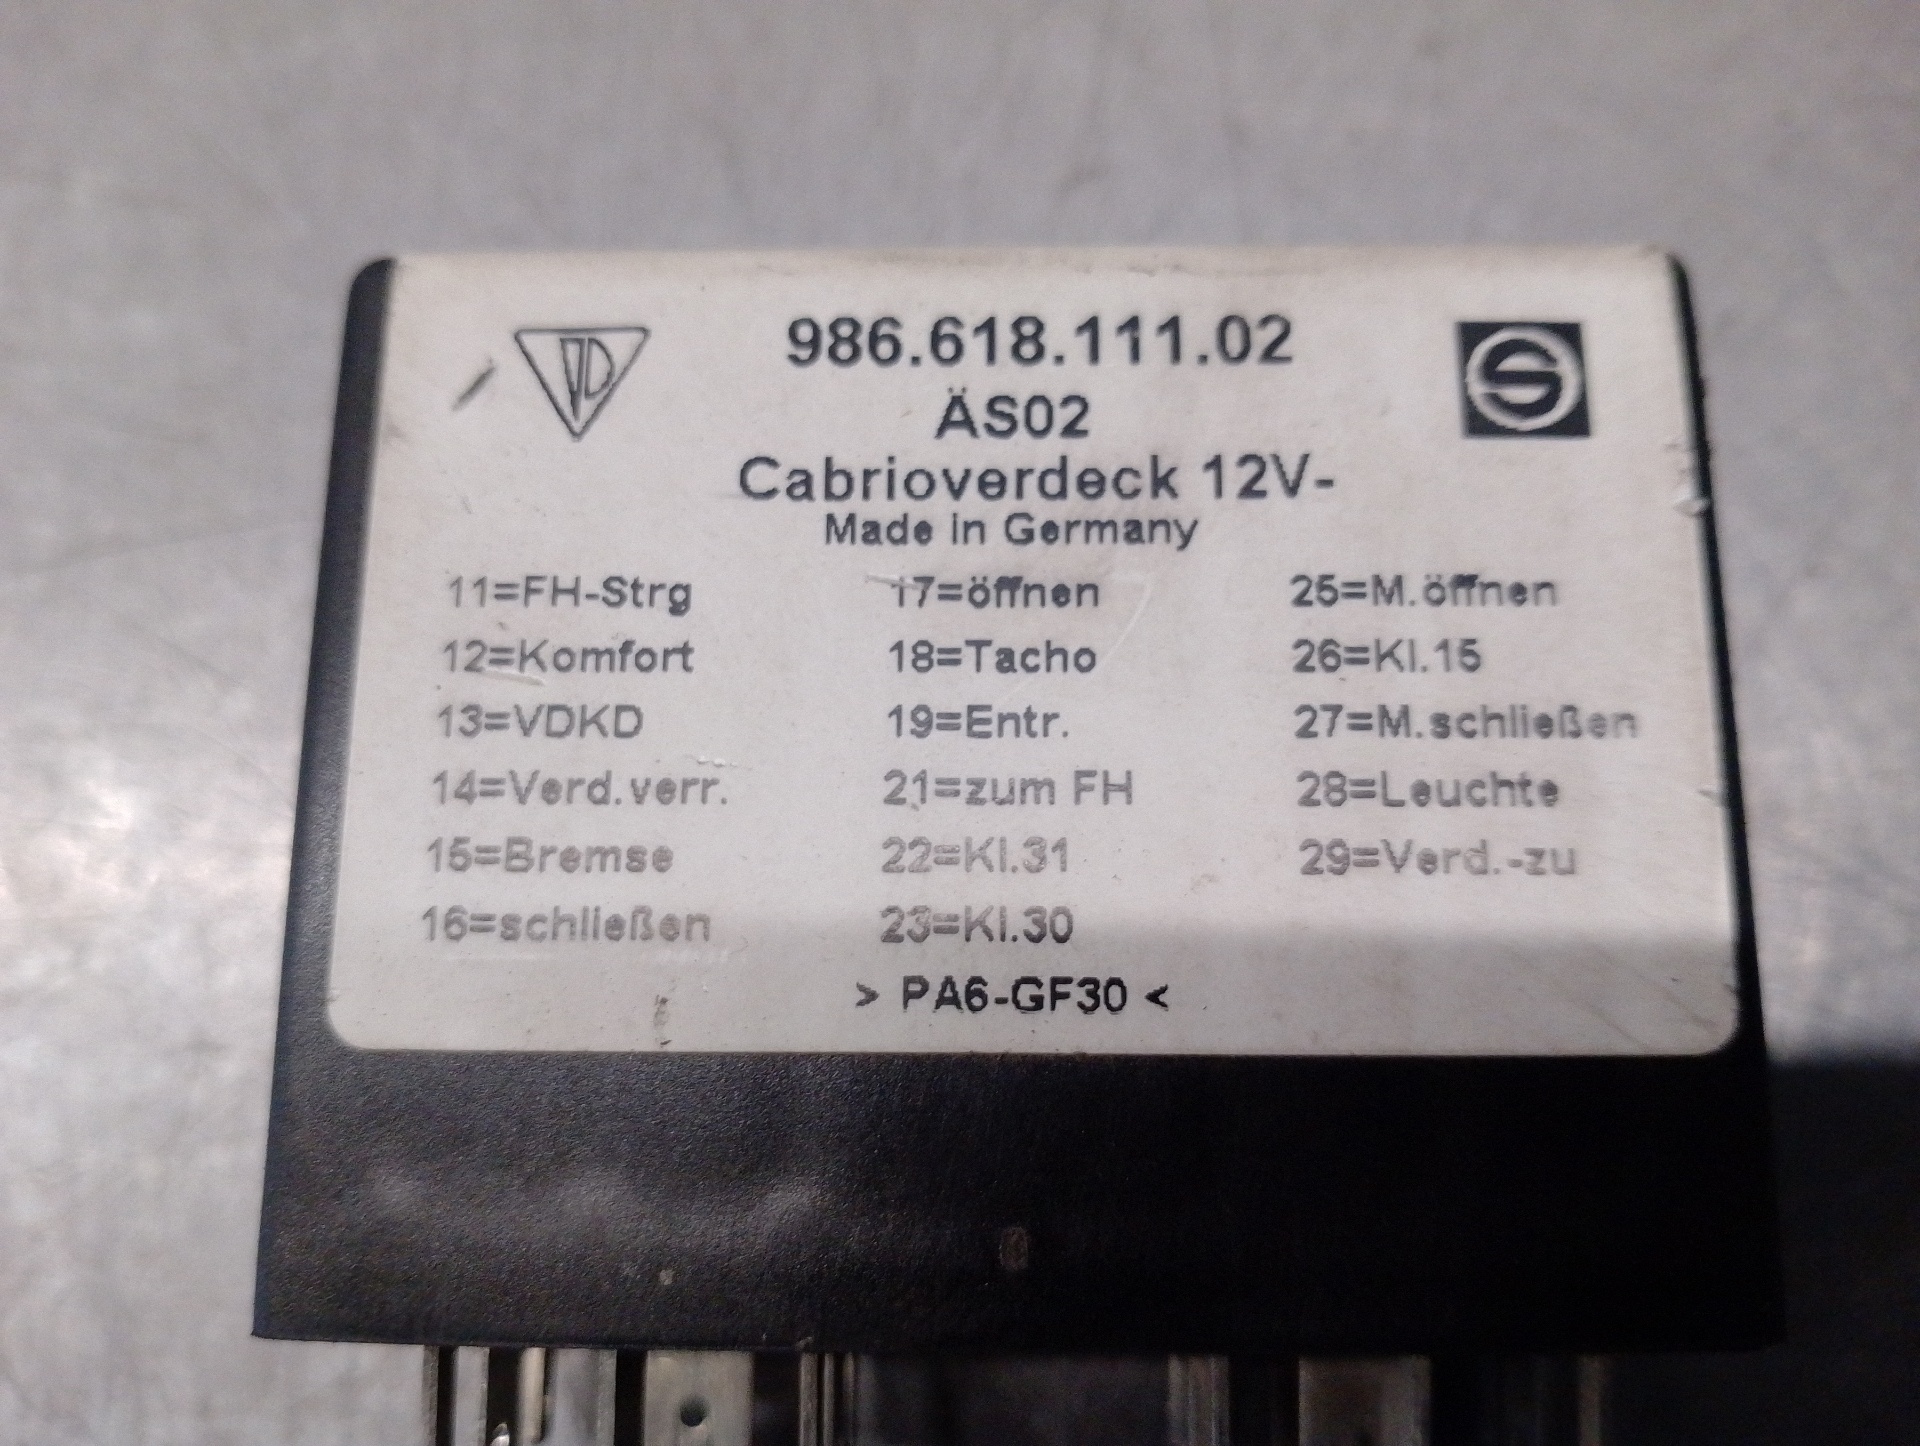 986.618.111.02
ÄS02
Cabrioverdeck 12V-
Made in Germany
11=FH-Strg 17=öffnen 25=M.öffnen
12=Komfort 18=Tacho 26=Kl.15
13=VDKD 19=Entr. 27=M.schließen
14=Verd.verr. 21=zum FH 28=Leuchte
15=Bremse 22=Kl.31 29=Verd.-zu
16=schließen 23=Kl.30
> PA6-GF30 <